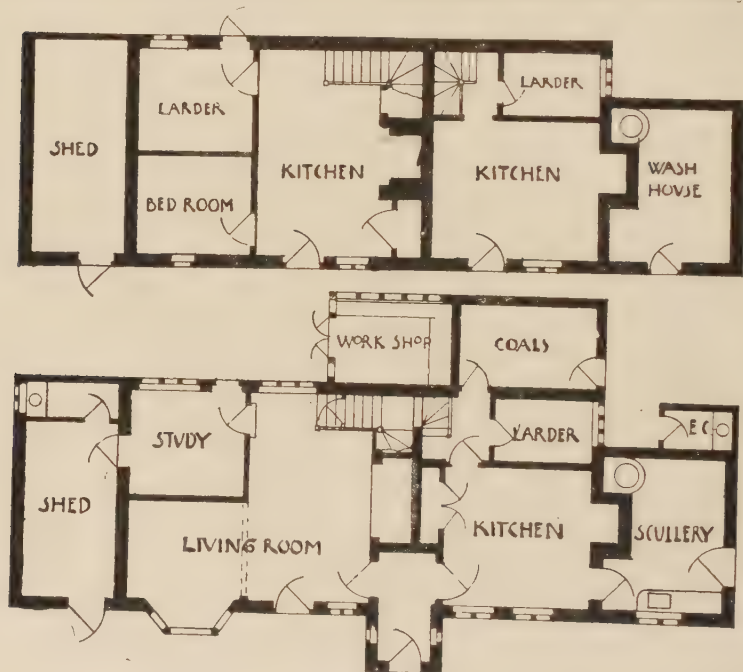 LARDER
LARDER
SHED
KITCHEN
KITCHEN
WASH
HOUSE
BED ROOM
WORK SHOP
COALS
STUDY
LARDER
E.C.
SHED
LIVING ROOM
KITCHEN
SCULLERY